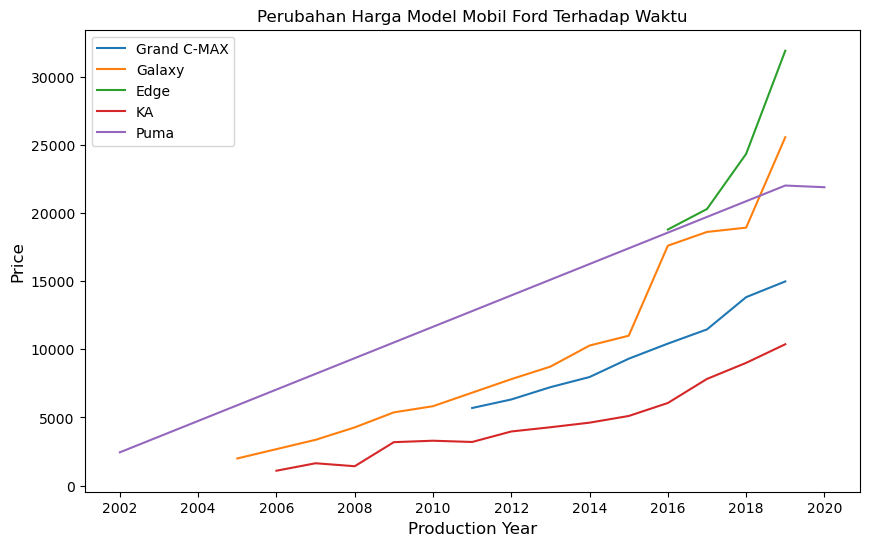 Perubahan Harga Model Mobil Ford Terhadap Waktu
Grand C-MAX
Galaxy
Edge
KA
Puma
Price
30000
25000
20000
15000
10000
5000
0
2002 2004 2006 2008 2010 2012 2014 2016 2018 2020
Production Year